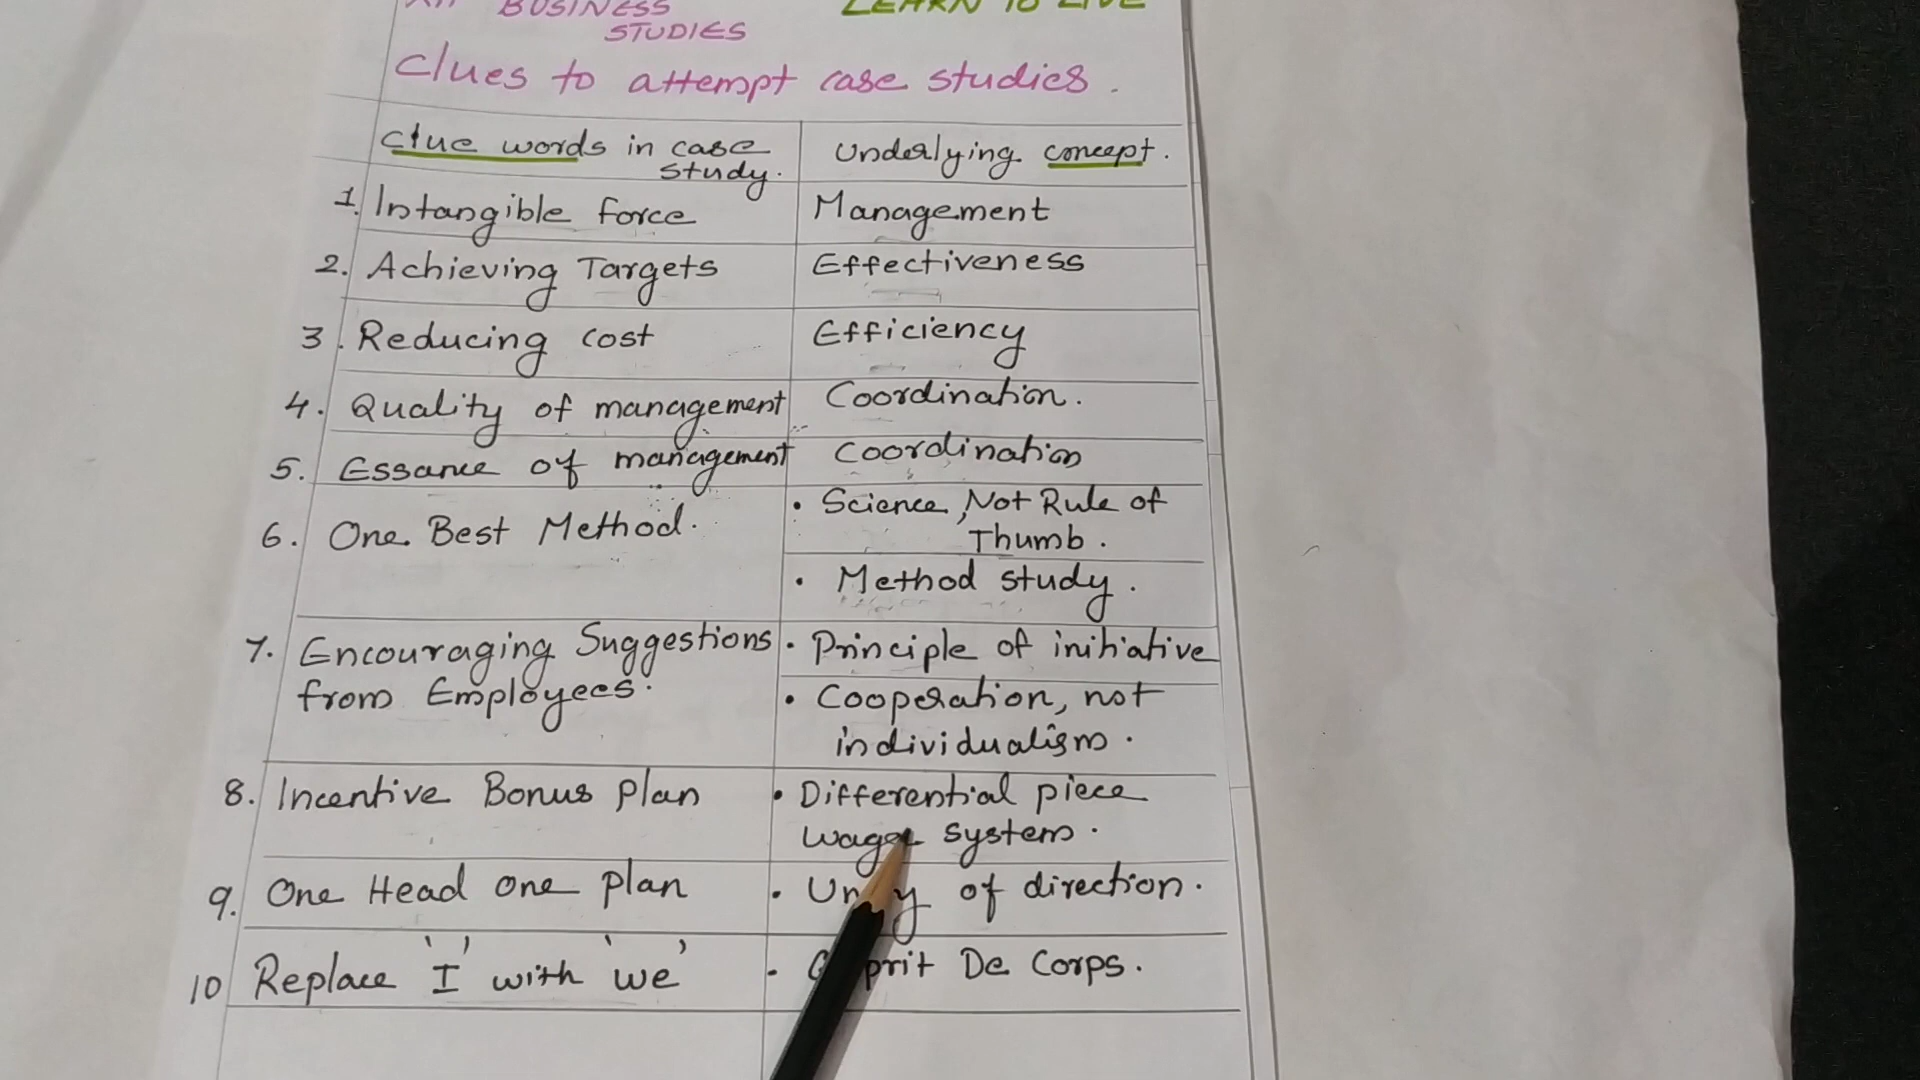 BUSINESS
STUDIES
LEARN TO LIVE
Clues to attempt case studies.
Clue words in case
study.
Underlying concept.
1. Intangible force
Management
2. Achieving Targets
Effectiveness
3. Reducing cost
Efficiency
4. Quality of management
Coordination.
5. Essance of management
Coordination
6. One Best Method.
• Science, Not Rule of
Thumb.
• Method study.
7. Encouraging Suggestions
from Employees.
• Principle of initiative
• Cooperation, not
individualism.
8. Incentive Bonus plan
• Differential piece
wage system.
9. One Head one plan
• Unity of direction.
10 Replace 'I' with 'we'
• De Corps.